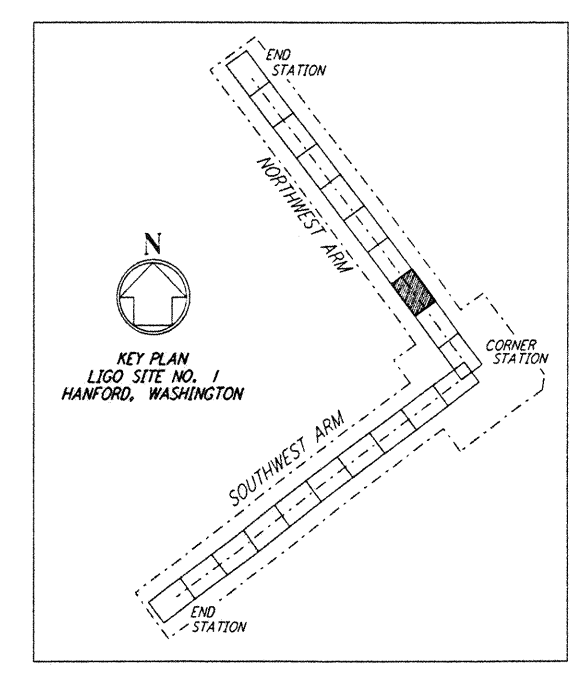 END
STATION
NORTHWEST ARM
N
KEY PLAN
LIGO SITE NO. 1
HANFORD, WASHINGTON
CORNER
STATION
SOUTHWEST ARM
END
STATION